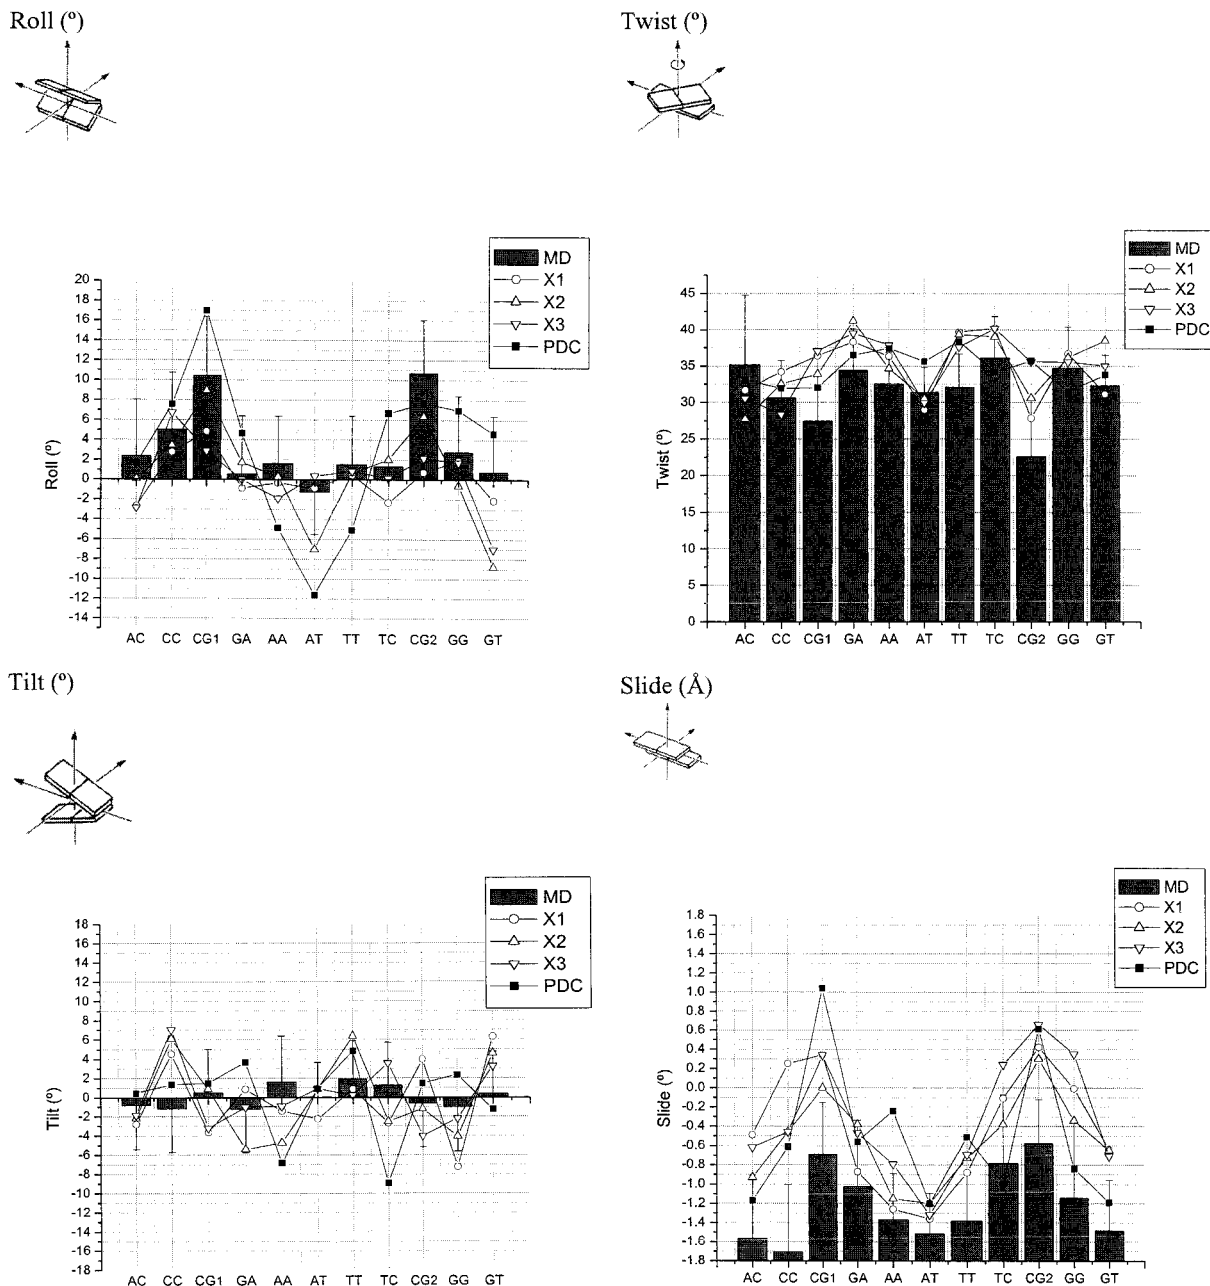 Roll (º)
Twist (º)
MD
X1
X2
X3
PDC
20
18
16
14
12
10
8
6
4
2
0
-2
-4
-6
-8
-10
-12
-14
Roll (º)
AC CC CG1 GA AA AT TT TC CG2 GG GT
MD
X1
X2
X3
PDC
45
40
35
30
25
20
15
10
5
0
Twist (º)
AC CC CG1 GA AA AT TT TC CG2 GG GT
Tilt (º)
Slide (Å)
MD
X1
X2
X3
PDC
18
16
14
12
10
8
6
4
2
0
-2
-4
-6
-8
-10
-12
-14
-16
-18
Tilt (º)
AC CC CG1 GA AA AT TT TC CG2 GG GT
MD
X1
X2
X3
PDC
1.8
1.6
1.4
1.2
1.0
0.8
0.6
0.4
0.2
0.0
-0.2
-0.4
-0.6
-0.8
-1.0
-1.2
-1.4
-1.6
-1.8
Slide (º)
AC CC CG1 GA AA AT TT TC CG2 GG GT